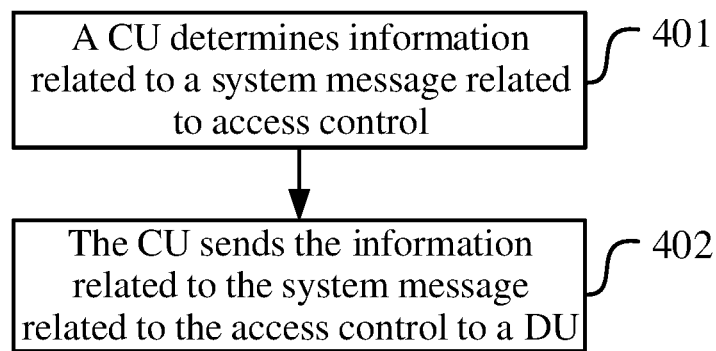 A CU determines information
related to a system message related
to access control
401
The CU sends the information
related to the system message
related to the access control to a DU
402